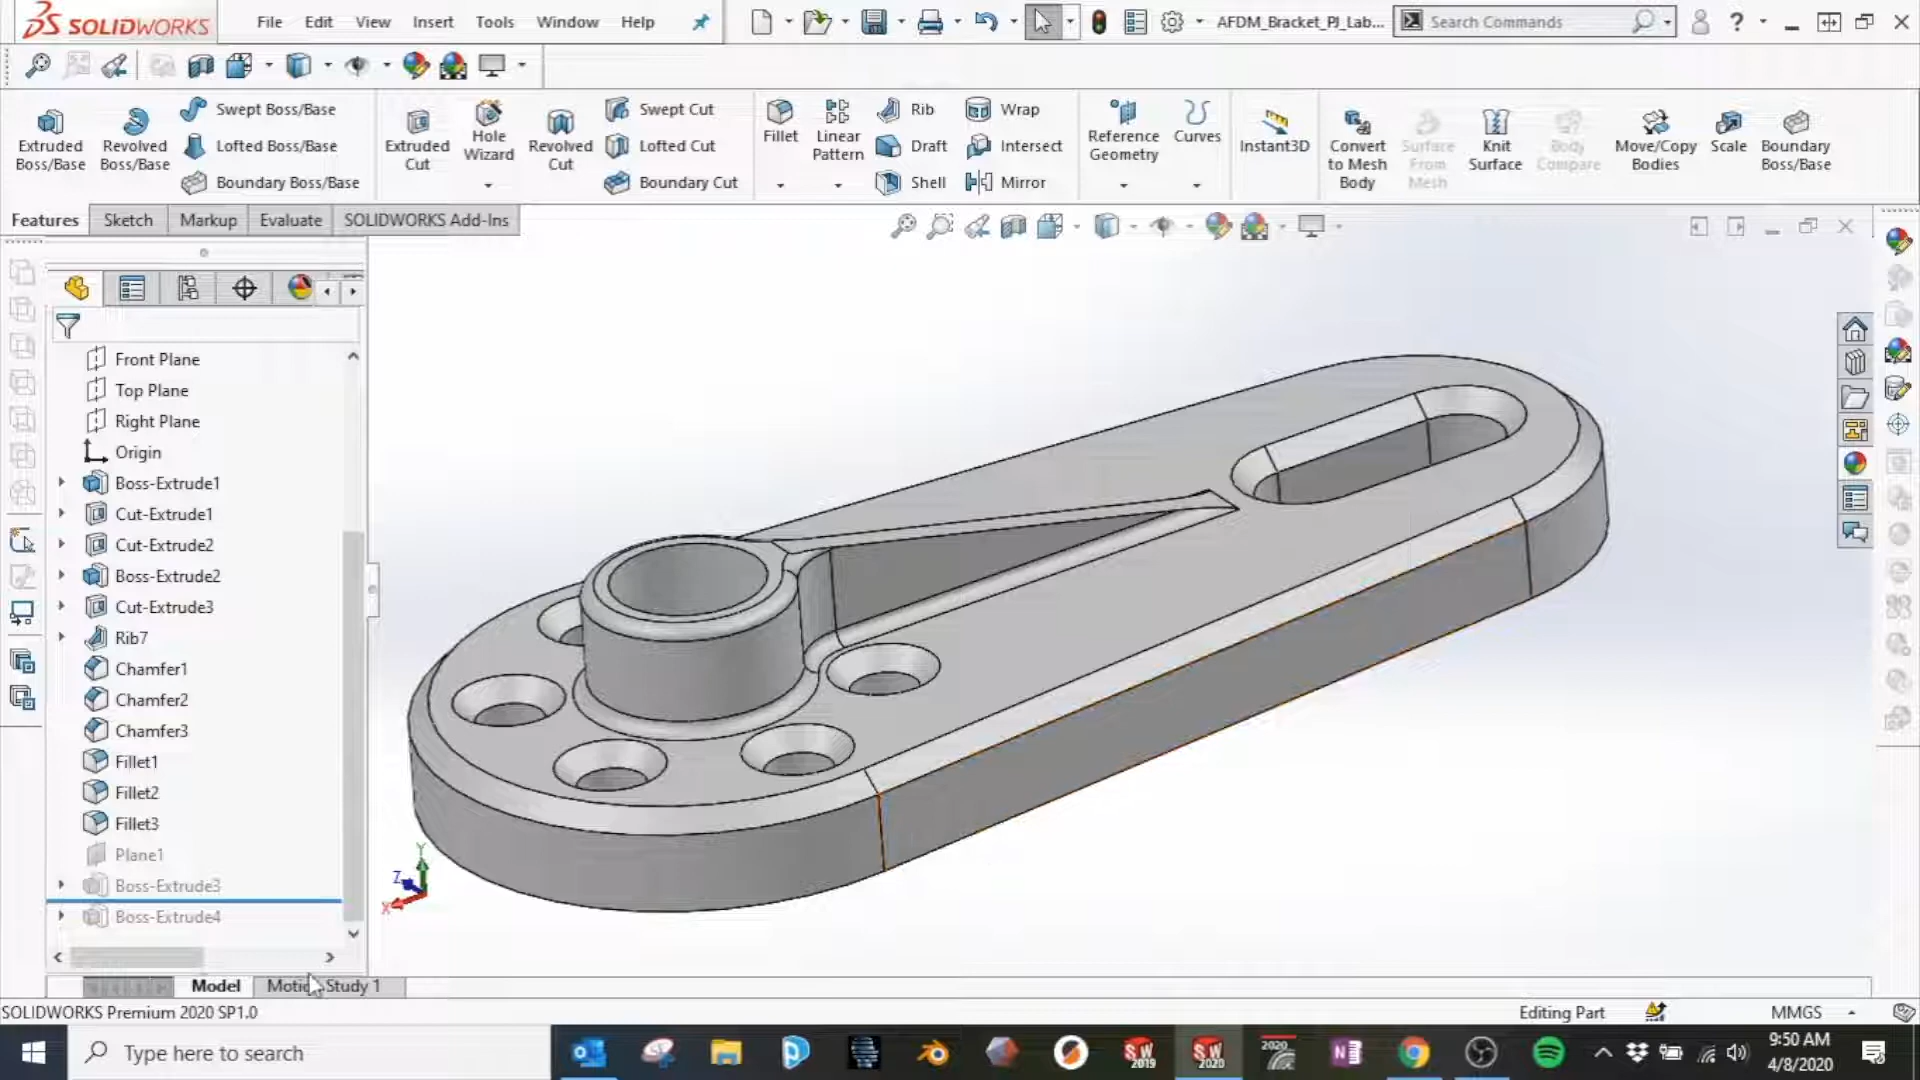 SOLIDWORKS File Edit View Insert Tools Window Help AFDM_Bracket_PJ_Lab... Search Commands ?
Extruded Boss/Base
Revolved Boss/Base
Swept Boss/Base
Lofted Boss/Base
Boundary Boss/Base
Extruded Cut
Hole Wizard
Revolved Cut
Swept Cut
Lofted Cut
Boundary Cut
Fillet
Linear Pattern
Rib
Draft
Shell
Wrap
Intersect
Mirror
Reference Geometry
Curves
Instant3D
Convert to Mesh Body
Surface From Mesh
Knit Surface
Body Compare
Move/Copy Bodies
Scale
Boundary Boss/Base
Features Sketch Markup Evaluate SOLIDWORKS Add-Ins
Front Plane
Top Plane
Right Plane
Origin
Boss-Extrude1
Cut-Extrude1
Cut-Extrude2
Boss-Extrude2
Cut-Extrude3
Rib7
Chamfer1
Chamfer2
Chamfer3
Fillet1
Fillet2
Fillet3
Plane1
Boss-Extrude3
Boss-Extrude4
Y
Z
X
Model Motion Study 1
SOLIDWORKS Premium 2020 SP1.0 Editing Part MMGS
Type here to search
SW 2019
SW 2020
2020
N
9:50 AM
4/8/2020